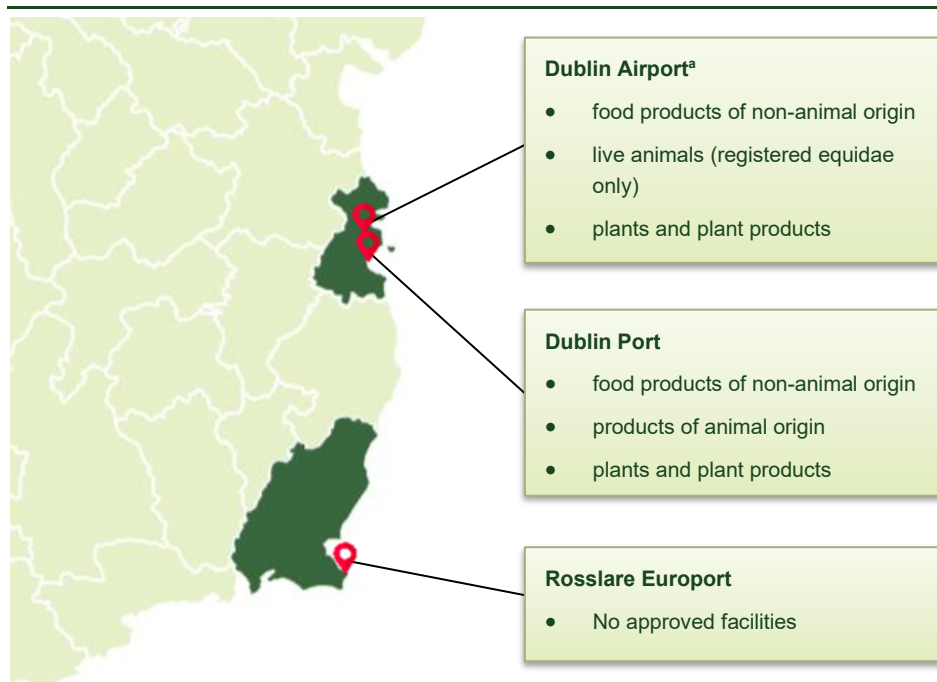 Dublin Airportª
• food products of non-animal origin
• live animals (registered equidae
only)
• plants and plant products
Dublin Port
• food products of non-animal origin
• products of animal origin
• plants and plant products
Rosslare Europort
• No approved facilities